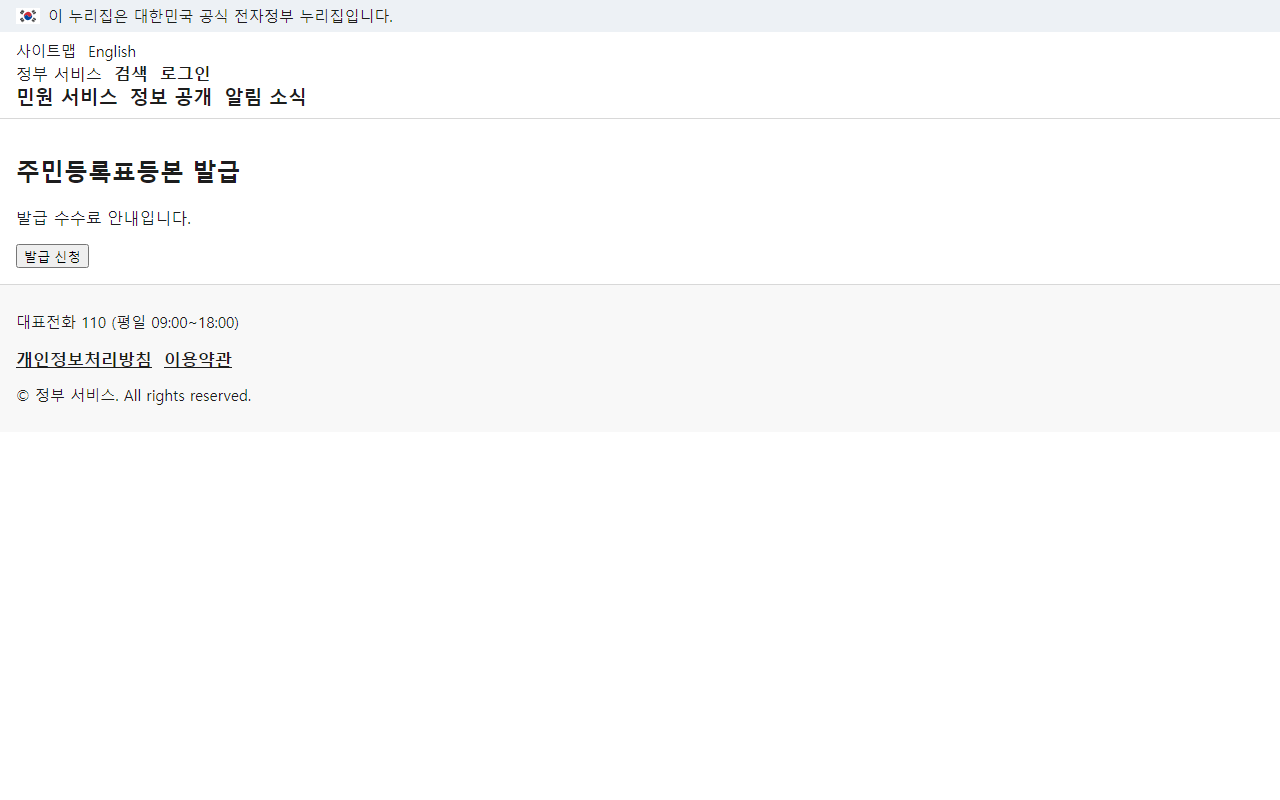 이 누리집은 대한민국 공식 전자정부 누리집입니다.
사이트맵 English
정부 서비스 검색 로그인
민원 서비스 정보 공개 알림 소식
주민등록표등본 발급
발급 수수료 안내입니다.
발급 신청
대표전화 110 (평일 09:00~18:00)
개인정보처리방침 이용약관
© 정부 서비스. All rights reserved.